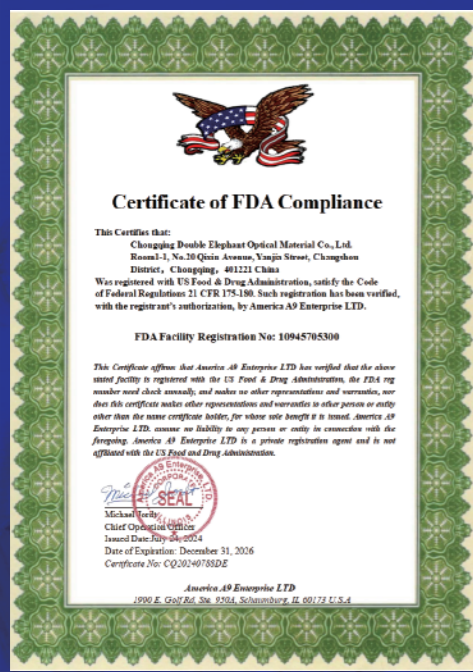 Certificate of FDA Compliance
This Certifies that:
Chongqing Double Elephant Optical Material Co., Ltd.
Room1-1, No.20 Qixin Avenue, Yanjia Street, Changshou
District, Chongqing, 401221 China
Was registered with US Food & Drug Administration, satisfy the Code
of Federal Regulations 21 CFR 175-180. Such registration has been verified,
with the registrant's authorization, by America A9 Enterprise LTD.
FDA Facility Registration No: 10945705300
This Certificate affirms that America A9 Enterprise LTD has verified that the above
stated facility is registered with the US Food & Drug Administration, the FDA reg
number need check annually, and makes no other representations and warranties, nor
does this certificate makes other representations and warranties to other person or entity
other than the name certificate holder, for whose sole benefit it is issued. America A9
Enterprise LTD. assume no liability to any person or entity in connection with the
foregoing. America A9 Enterprise LTD is a private registration agent and is not
affiliated with the US Food and Drug Administration.
America A9 Enterprise, LTD.
CORPORATE
SEAL
ILLINOIS
Michael
Chief Operation Officer
Issued Date:July 24, 2024
Date of Expiration: December 31, 2026
Certificate No: CQ20240788DE
America A9 Enterprise LTD
1990 E. Golf Rd, Ste. 950A, Schaumburg, IL 60173 U.S.A